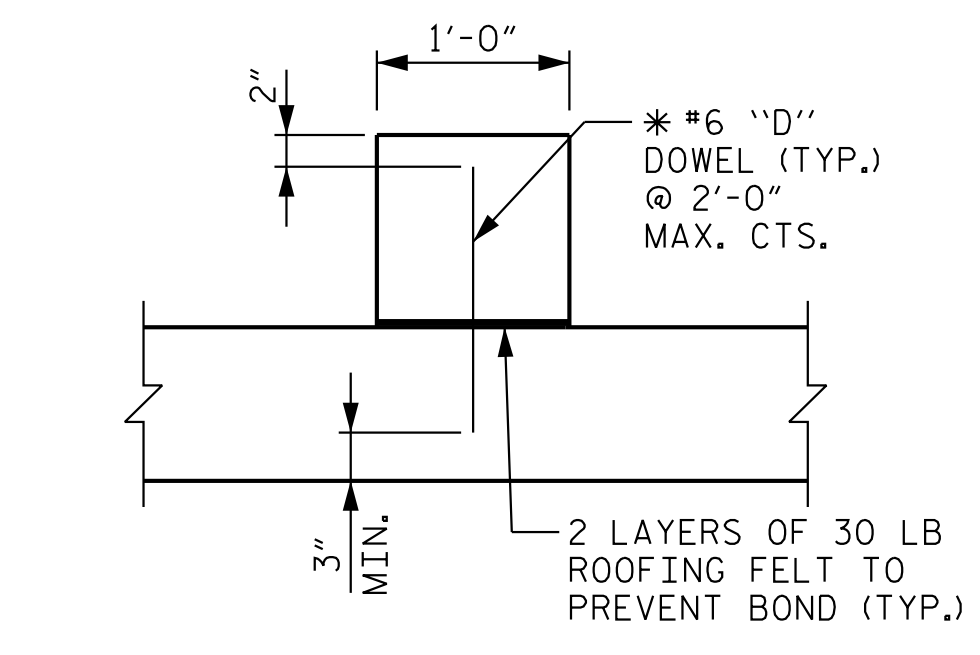 1'-0"
2"
* #6 "D"
DOWEL (TYP.)
@ 2'-0"
MAX. CTS.
3"
MIN.
2 LAYERS OF 30 LB
ROOFING FELT TO
PREVENT BOND (TYP.)